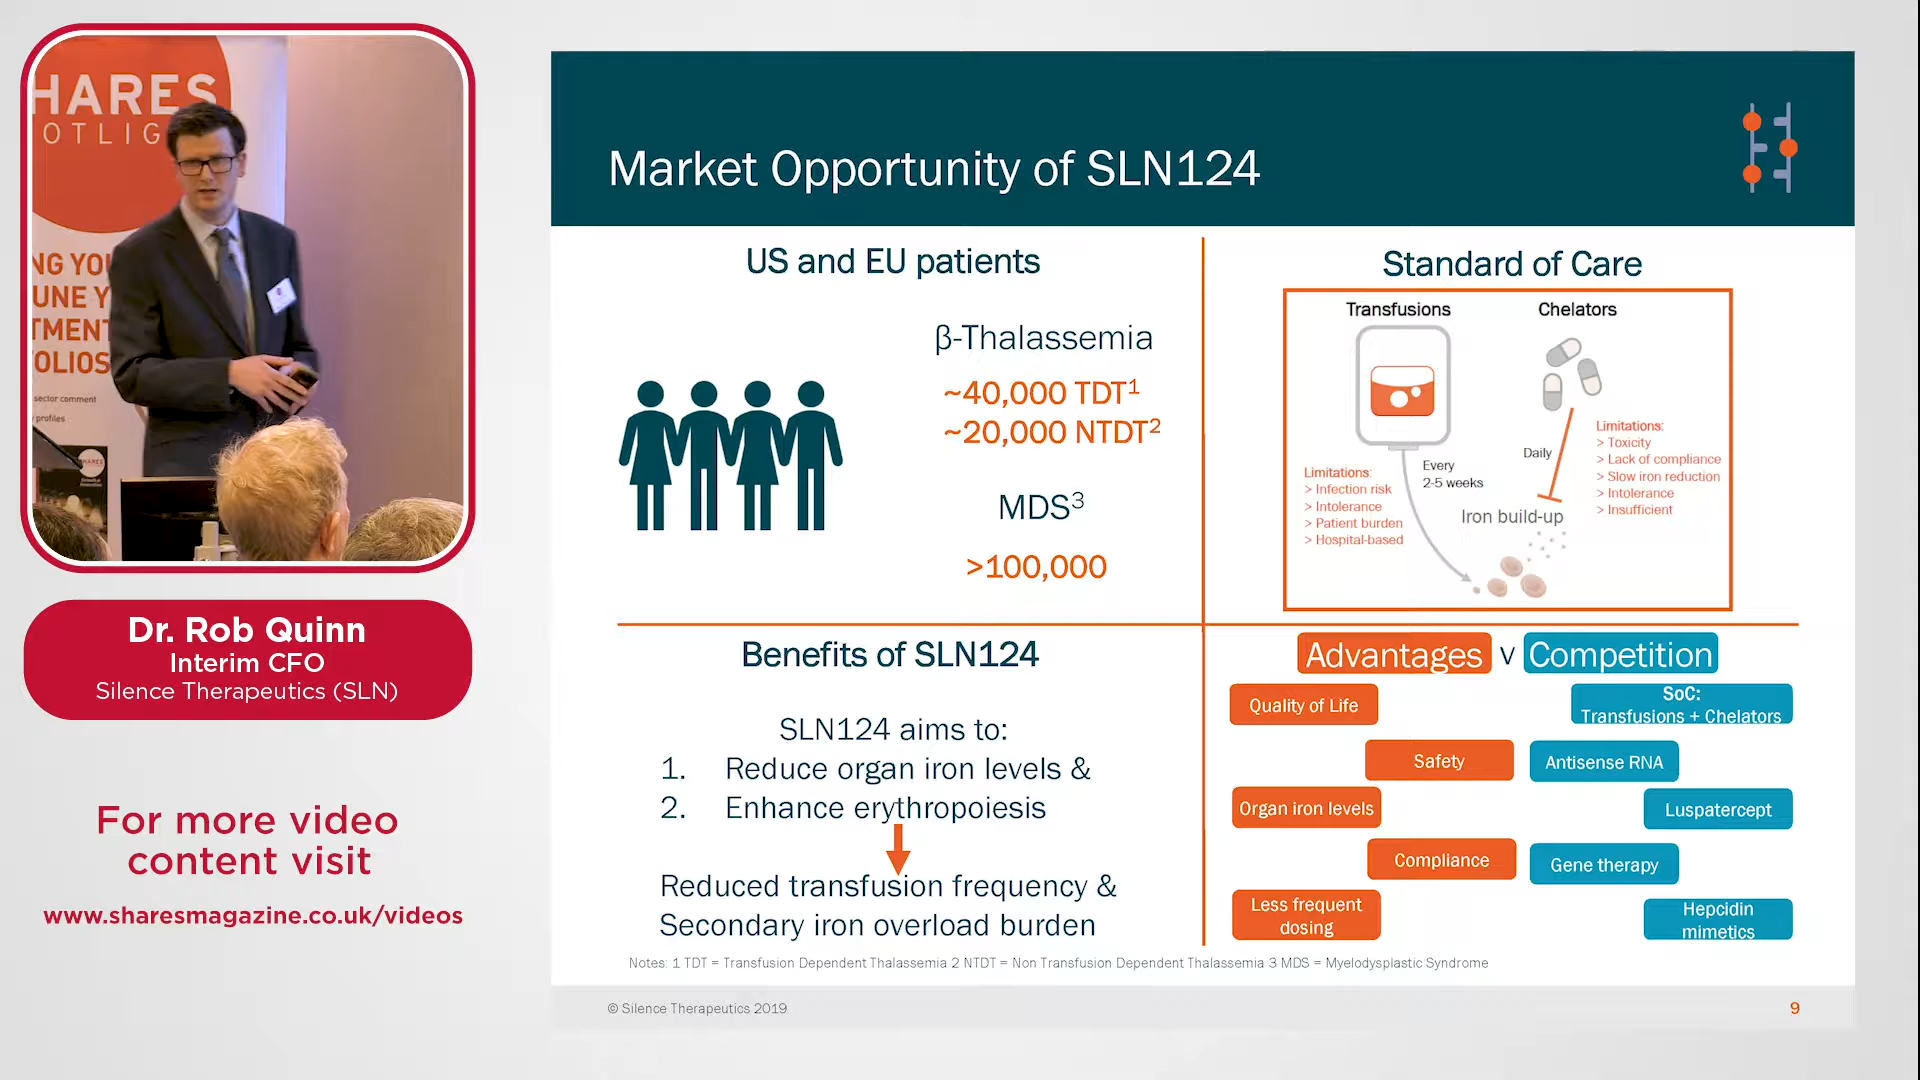 HARES
OTLIG
NG YOU
UNE Y
TMENT
OLIOS
sector comment
profiles
Dr. Rob Quinn
Interim CFO
Silence Therapeutics (SLN)
For more video
content visit
www.sharesmagazine.co.uk/videos
Market Opportunity of SLN124
US and EU patients
β-Thalassemia
~40,000 TDT¹
~20,000 NTDT²
MDS³
>100,000
Standard of Care
Transfusions
Chelators
Limitations:
> Infection risk
> Intolerance
> Patient burden
> Hospital-based
Every
2-5 weeks
Daily
Limitations:
> Toxicity
> Lack of compliance
> Slow iron reduction
> Intolerance
> Insufficient
Iron build-up
Benefits of SLN124
SLN124 aims to:
1. Reduce organ iron levels &
2. Enhance erythropoiesis
Reduced transfusion frequency &
Secondary iron overload burden
Advantages v Competition
Quality of Life
SoC:
Transfusions + Chelators
Safety
Antisense RNA
Organ iron levels
Luspatercept
Compliance
Gene therapy
Less frequent
dosing
Hepcidin
mimetics
Notes: 1 TDT = Transfusion Dependent Thalassemia 2 NTDT = Non Transfusion Dependent Thalassemia 3 MDS = Myelodysplastic Syndrome
© Silence Therapeutics 2019
9